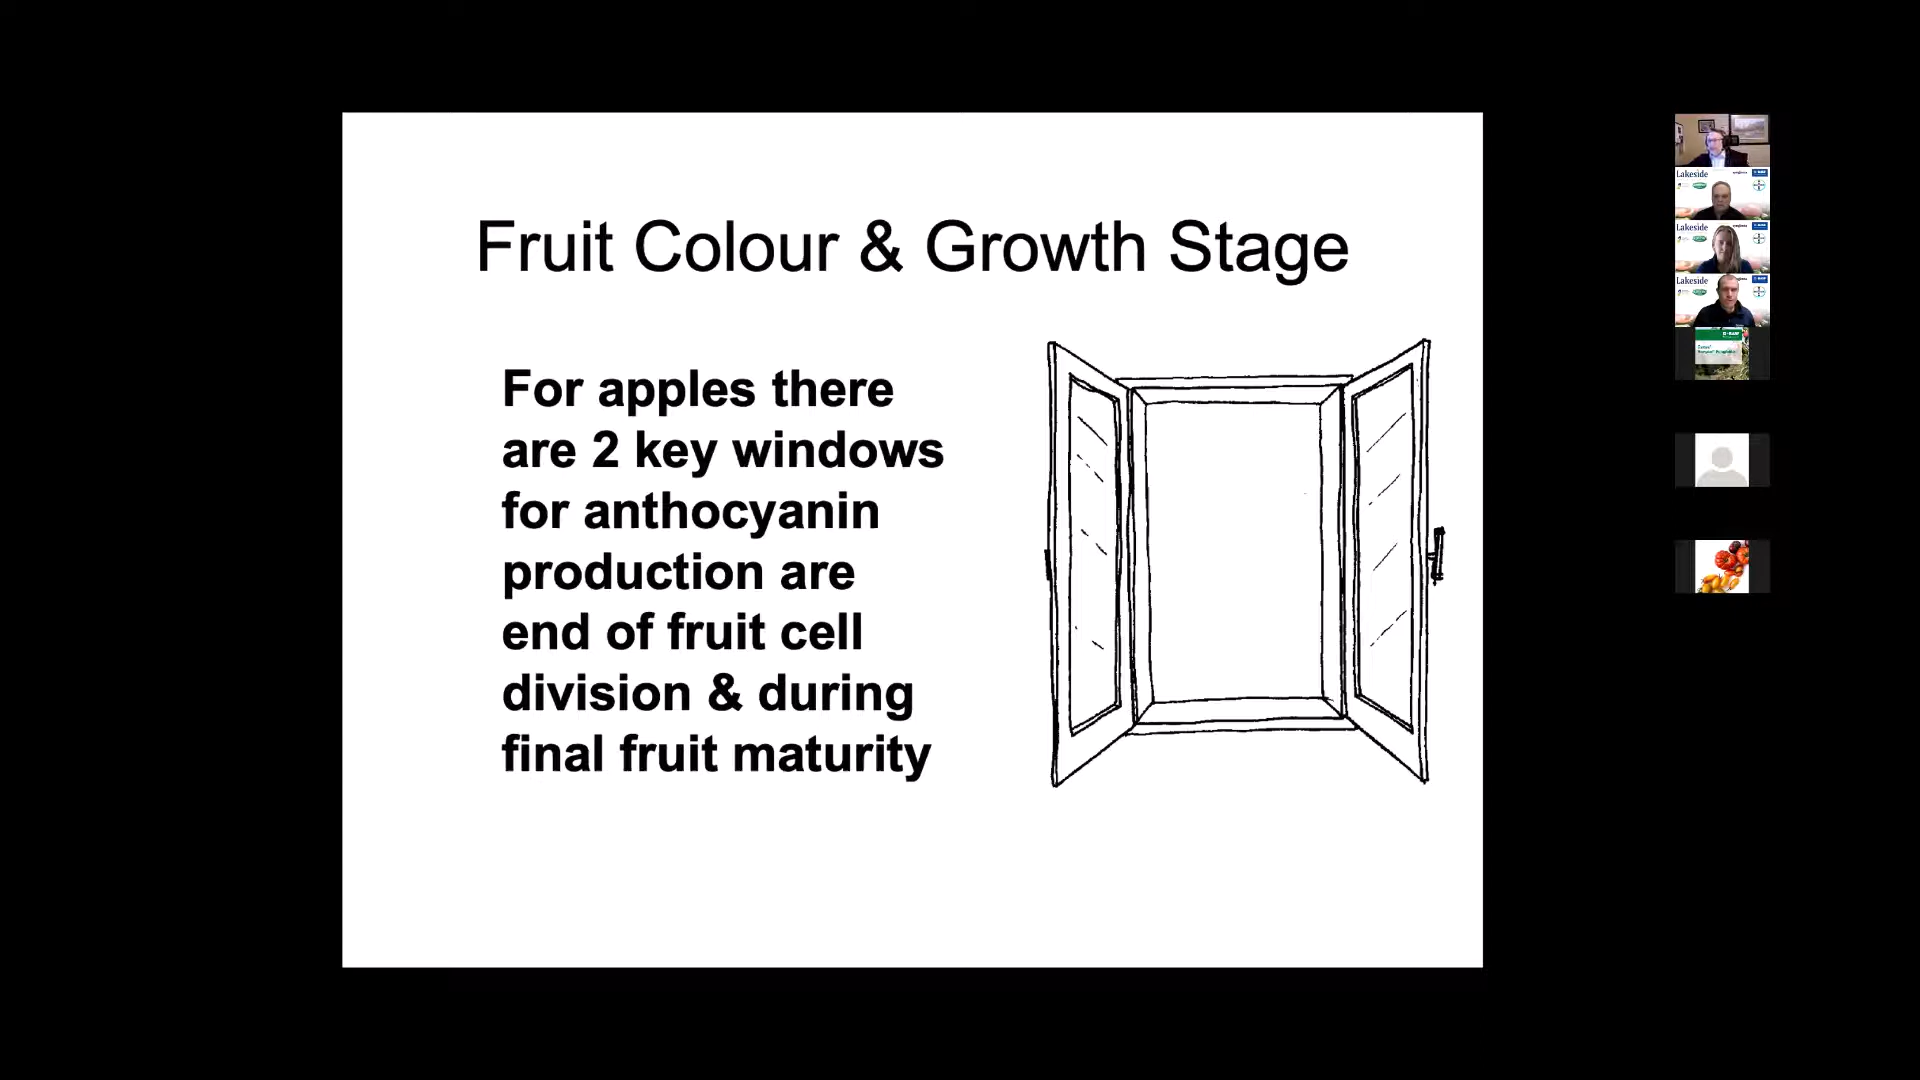 Fruit Colour & Growth Stage
For apples there
are 2 key windows
for anthocyanin
production are
end of fruit cell
division & during
final fruit maturity
Lakeside
Lakeside
Lakeside